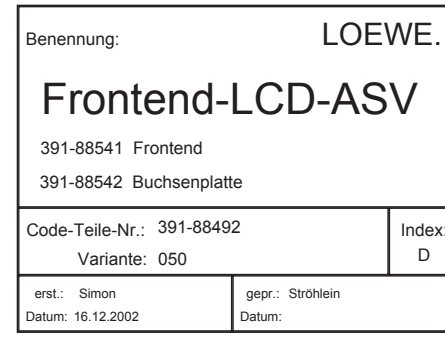 Benennung: LOEWE.
Frontend-LCD-ASV
391-88541 Frontend
391-88542 Buchsenplatte
Code-Teile-Nr.: 391-88492 Index:
Variante: 050 D
erst.: Simon gepr.: Ströhlein
Datum: 16.12.2002 Datum: